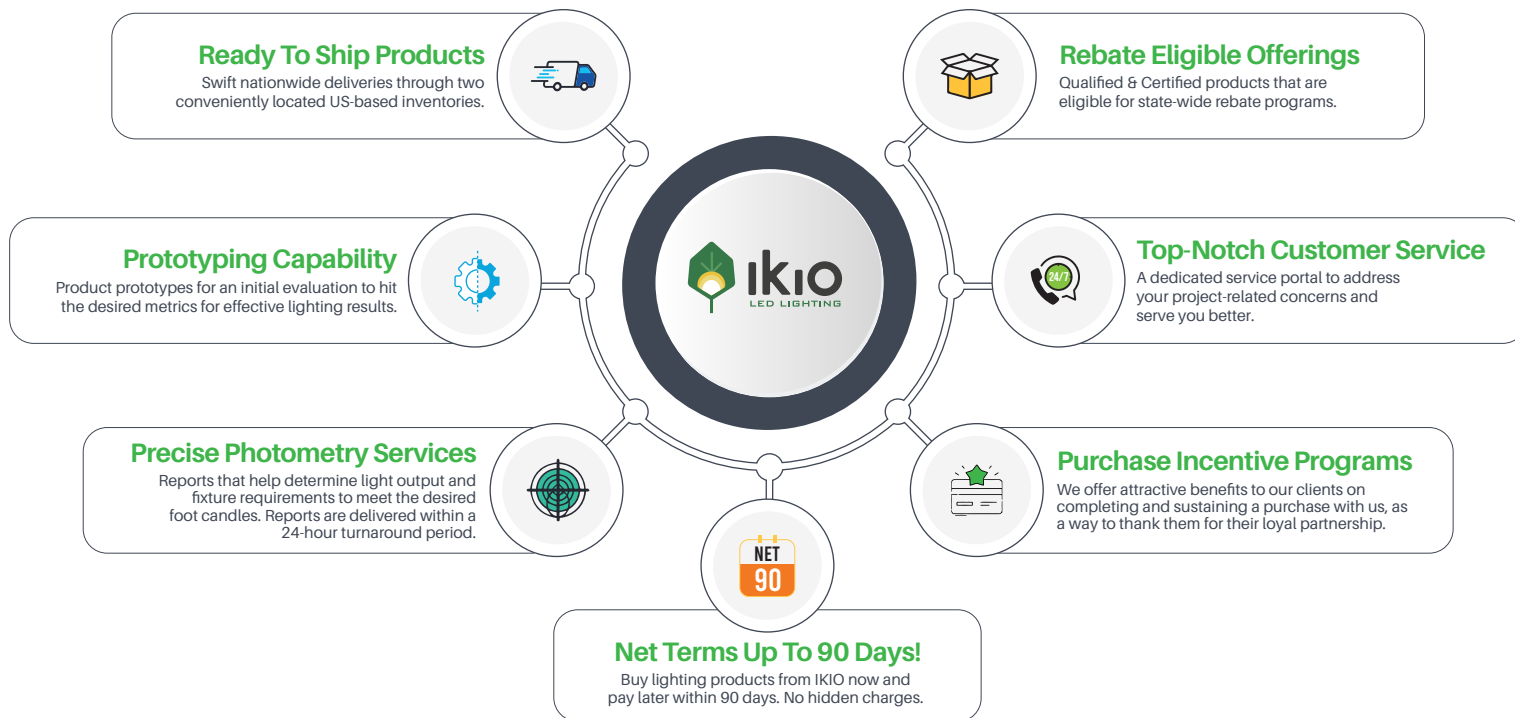 Ready To Ship Products
Swift nationwide deliveries through two
conveniently located US-based inventories.
Rebate Eligible Offerings
Qualified & Certified products that are
eligible for state-wide rebate programs.
Prototyping Capability
Product prototypes for an initial evaluation to hit
the desired metrics for effective lighting results.
IKIO
LED LIGHTING
24/7
Top-Notch Customer Service
A dedicated service portal to address
your project-related concerns and
serve you better.
Precise Photometry Services
Reports that help determine light output and
fixture requirements to meet the desired
foot candles. Reports are delivered within a
24-hour turnaround period.
Purchase Incentive Programs
We offer attractive benefits to our clients on
completing and sustaining a purchase with us, as
a way to thank them for their loyal partnership.
NET
90
Net Terms Up To 90 Days!
Buy lighting products from IKIO now and
pay later within 90 days. No hidden charges.